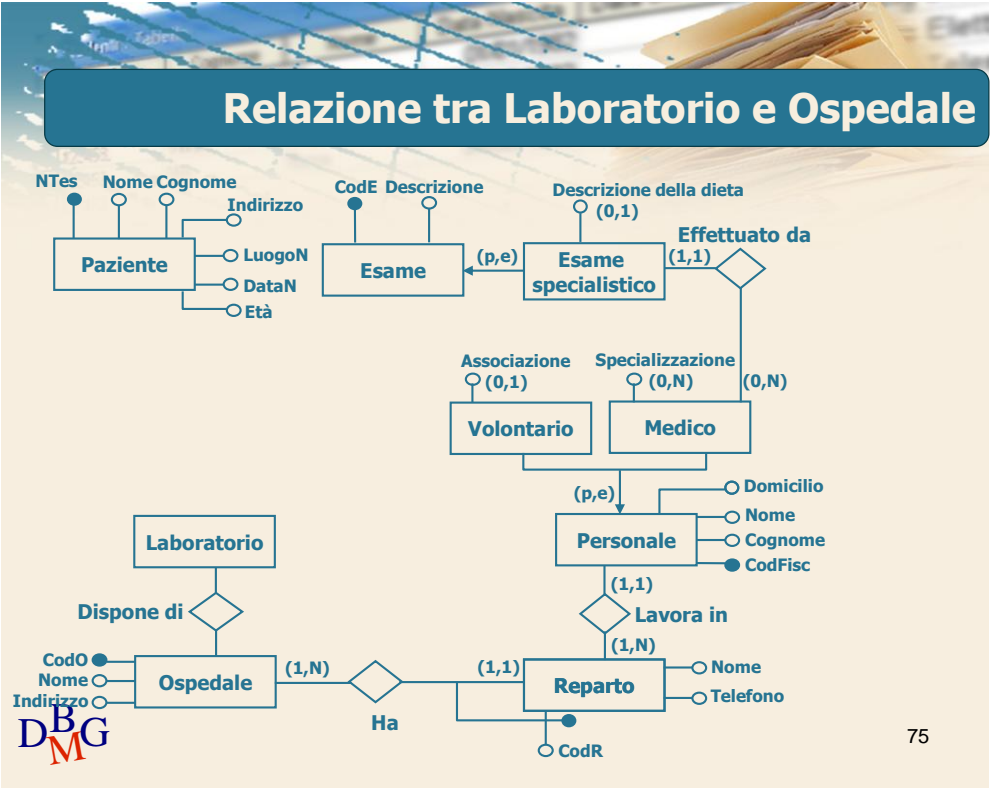 Relazione tra Laboratorio e Ospedale
NTes
Nome
Cognome
Indirizzo
LuogoN
DataN
Età
Paziente
CodE
Descrizione
Esame
(p,e)
Descrizione della dieta
(0,1)
Esame
specialistico
(1,1)
Effettuato da
(0,N)
Associazione
(0,1)
Volontario
Specializzazione
(0,N)
Medico
(p,e)
Domicilio
Nome
Cognome
CodFisc
Personale
(1,1)
Lavora in
(1,N)
Laboratorio
Dispone di
CodO
Nome
Indirizzo
Ospedale
(1,N)
Ha
(1,1)
Reparto
Nome
Telefono
CodR
DBMG
75